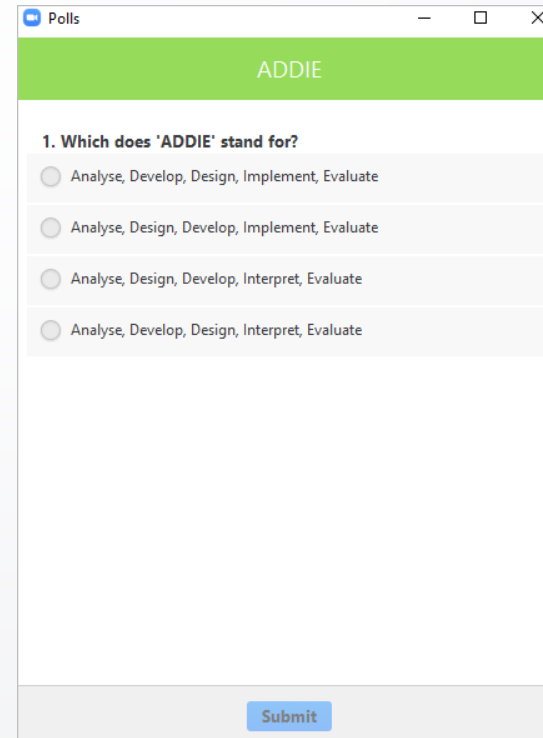 Polls
ADDIE
1. Which does 'ADDIE' stand for?
Analyse, Develop, Design, Implement, Evaluate
Analyse, Design, Develop, Implement, Evaluate
Analyse, Design, Develop, Interpret, Evaluate
Analyse, Develop, Design, Interpret, Evaluate
Submit